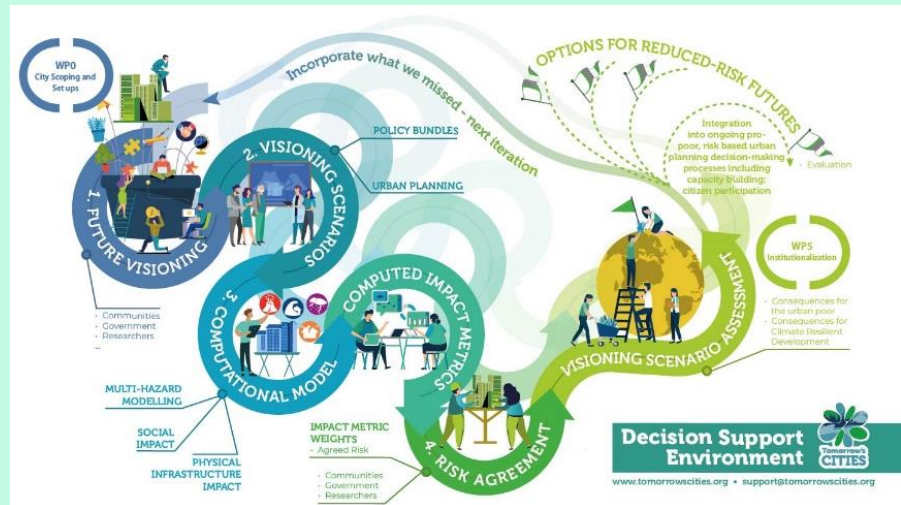 WP0
City Scoping and
Set ups
1. FUTURE VISIONING
- Communities
- Government
- Researchers
...
2. VISIONING SCENARIOS
POLICY BUNDLES
URBAN PLANNING
Incorporate what we missed - next iteration
3. COMPUTATIONAL MODEL
MULTI-HAZARD
MODELLING
SOCIAL
IMPACT
PHYSICAL
INFRASTRUCTURE
IMPACT
COMPUTED IMPACT METRICS
4. RISK AGREEMENT
IMPACT METRIC
WEIGHTS
- Agreed Risk
- Communities
- Government
- Researchers
VISIONING SCENARIO ASSESSMENT
OPTIONS FOR REDUCED-RISK FUTURES
Integration
into ongoing pro-
poor, risk based urban
planning decision-making
processes including
capacity building;
citizen participation
- Evaluation
WP5
Institutionalization
- Consequences for
the urban poor
- Consequences for
Climate Resilient
Development
Decision Support
Environment
Tomorrow's
CITIES
www.tomorrowscities.org • support@tomorrowscities.org